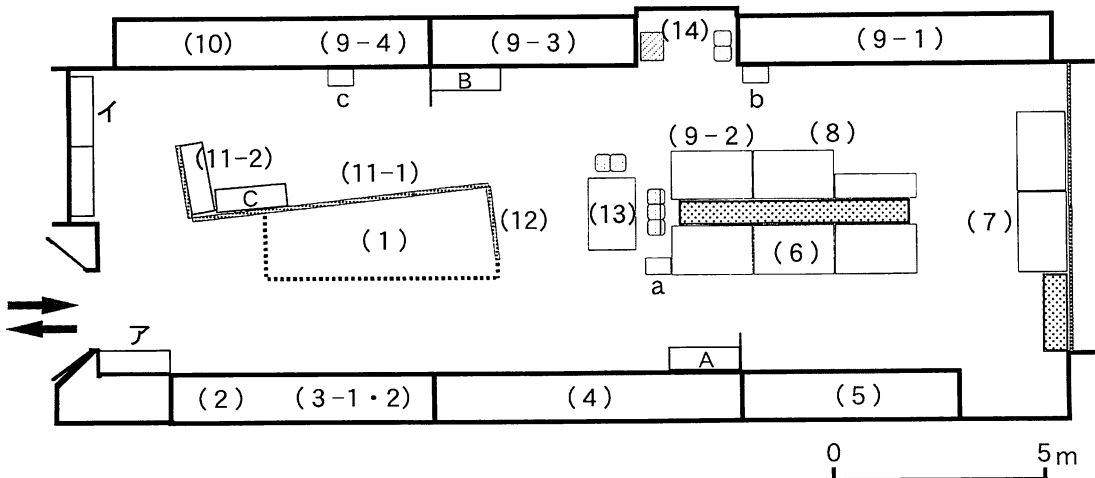 (10) (9-4) (9-3) (14) (9-1)
イ c B b
(9-2) (8)
(11-2) (11-1)
C
(1) (12) (13) (6) (7)
a
ア A
(2) (3-1・2) (4) (5)
0 5m